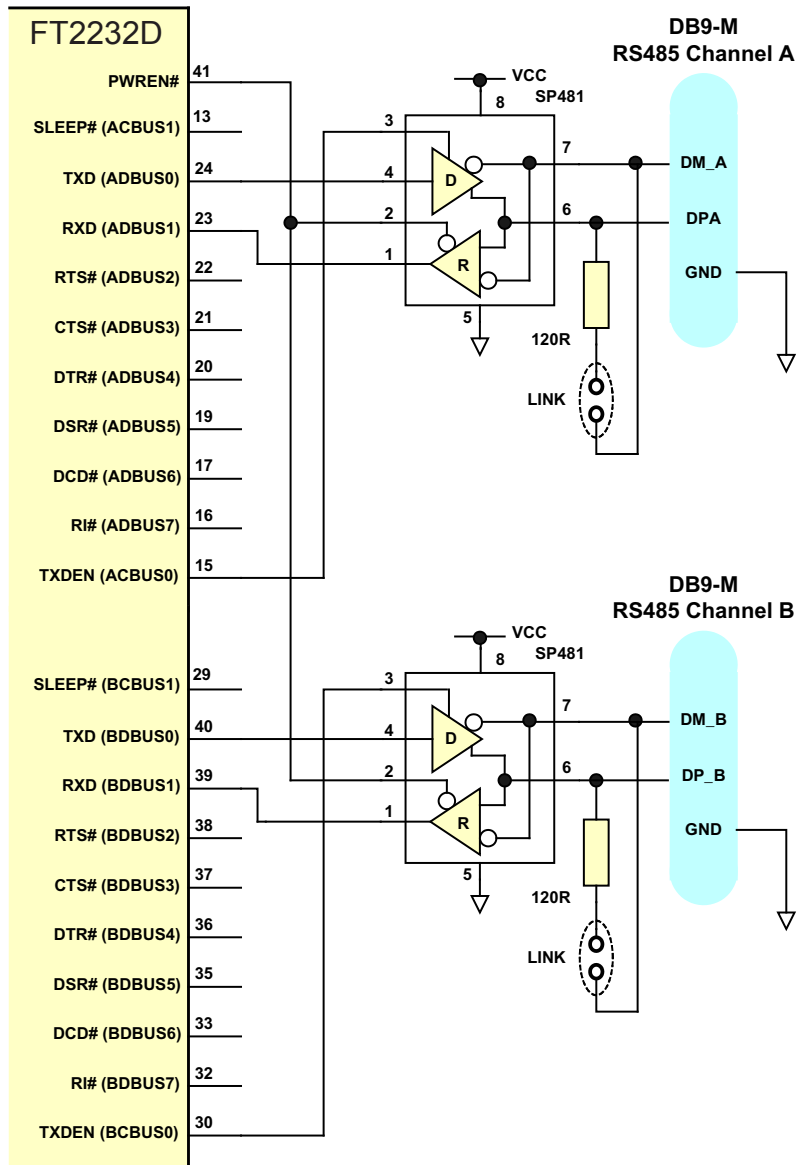 FT2232D
PWREN# 41
SLEEP# (ACBUS1) 13
TXD (ADBUS0) 24
RXD (ADBUS1) 23
RTS# (ADBUS2) 22
CTS# (ADBUS3) 21
DTR# (ADBUS4) 20
DSR# (ADBUS5) 19
DCD# (ADBUS6) 17
RI# (ADBUS7) 16
TXDEN (ACBUS0) 15
SLEEP# (BCBUS1) 29
TXD (BDBUS0) 40
RXD (BDBUS1) 39
RTS# (BDBUS2) 38
CTS# (BDBUS3) 37
DTR# (BDBUS4) 36
DSR# (BDBUS5) 35
DCD# (BDBUS6) 33
RI# (BDBUS7) 32
TXDEN (BCBUS0) 30
VCC
8
SP481
3
4
2
1
D
R
7
6
5
120R
LINK
DB9-M
RS485 Channel A
DM_A
DPA
GND
VCC
8
SP481
3
4
2
1
D
R
7
6
5
120R
LINK
DB9-M
RS485 Channel B
DM_B
DP_B
GND